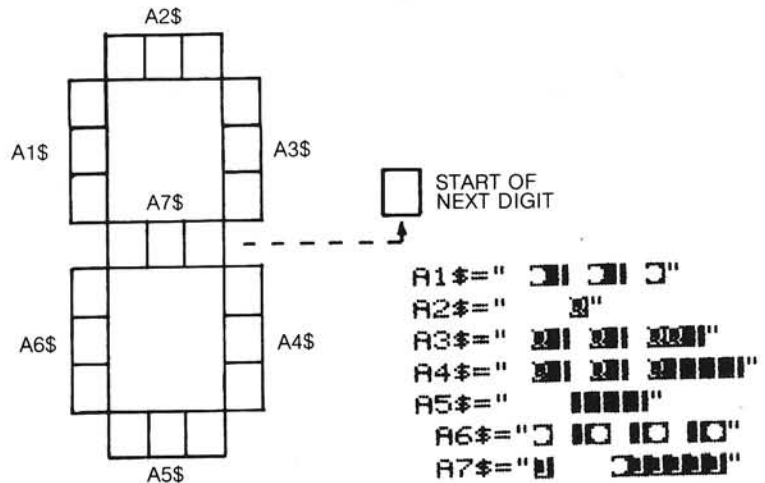 A2$
A1$
A3$
A7$
START OF
NEXT DIGIT
A6$
A4$
A5$
A1$="
A2$="
A3$="
A4$="
A5$="
A6$="
A7$="